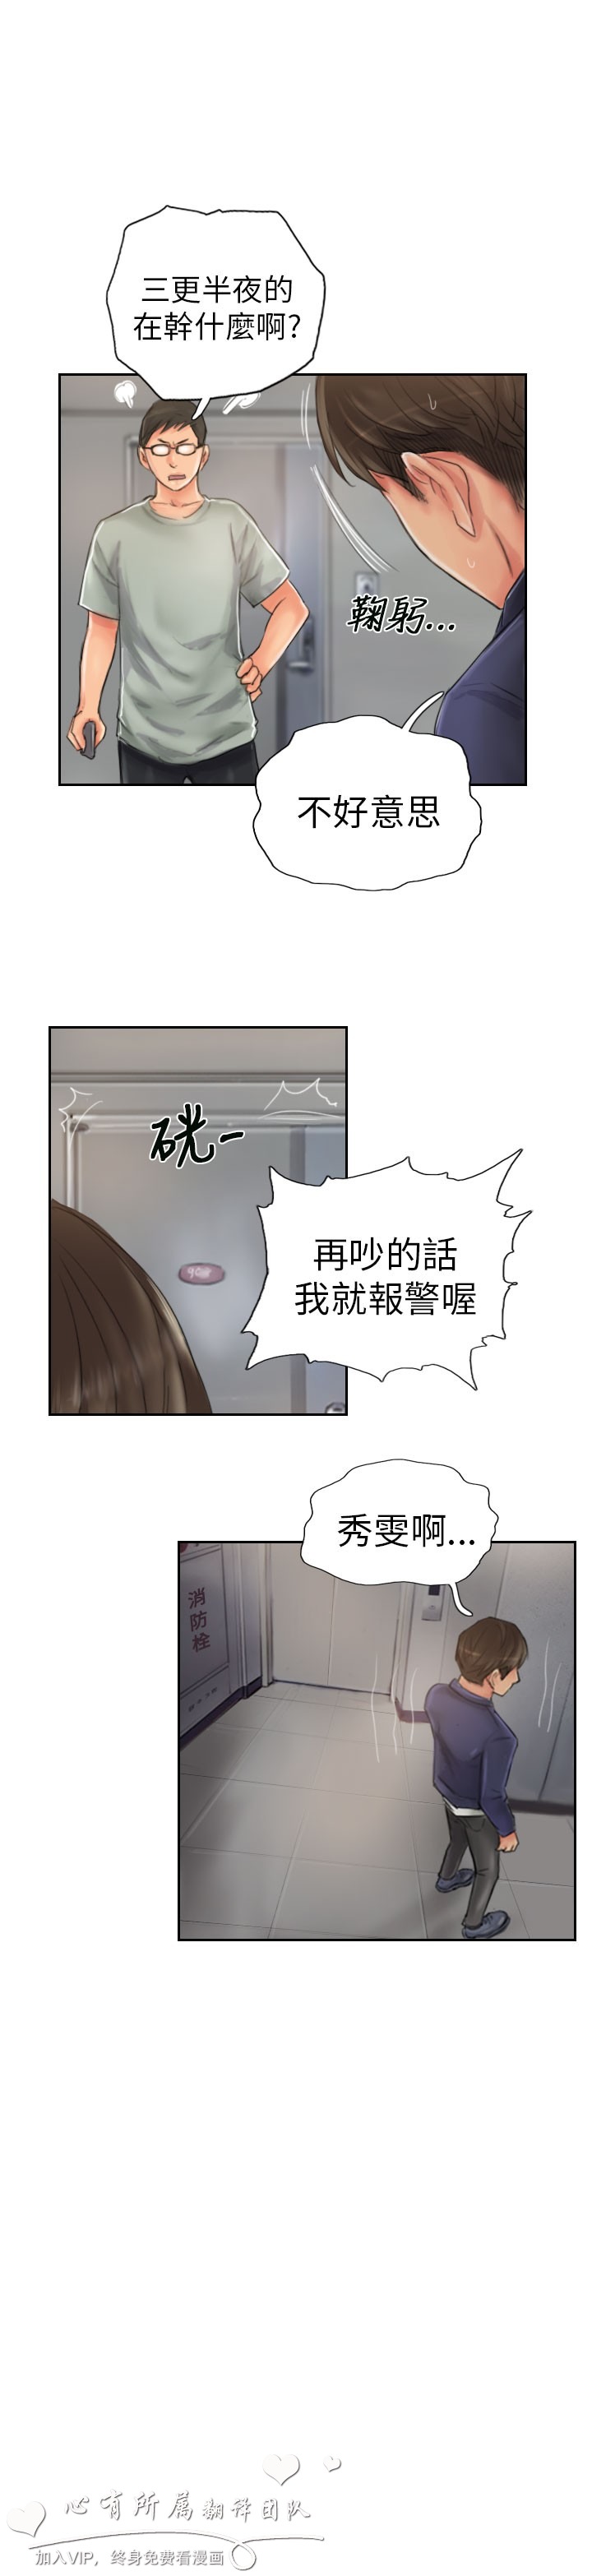 三更半夜的
在幹什麼啊?
鞠躬...
不好意思
硄-
再吵的話
我就報警喔
秀雯啊...
消防栓
心有所属翻译团队
加入VIP，终身免费看漫画